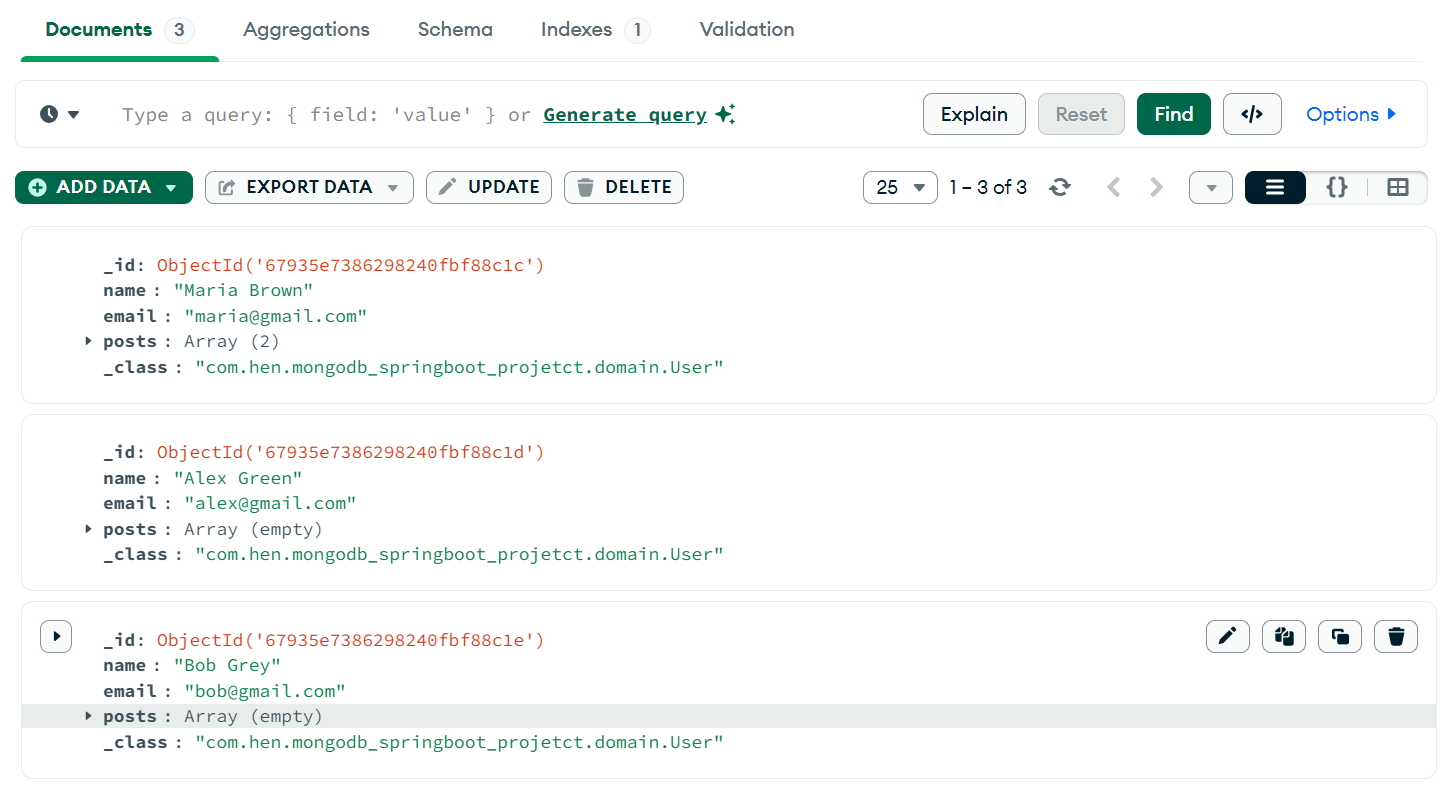 Documents 3 Aggregations Schema Indexes 1 Validation
Type a query: { field: 'value' } or Generate query Explain Reset Find </> Options
ADD DATA EXPORT DATA UPDATE DELETE 25 1 – 3 of 3 {}
_id: ObjectId('67935e7386298240fbf88c1c')
name : "Maria Brown"
email : "maria@gmail.com"
posts : Array (2)
_class : "com.hen.mongodb_springboot_projetct.domain.User"
_id: ObjectId('67935e7386298240fbf88c1d')
name : "Alex Green"
email : "alex@gmail.com"
posts : Array (empty)
_class : "com.hen.mongodb_springboot_projetct.domain.User"
_id: ObjectId('67935e7386298240fbf88c1e')
name : "Bob Grey"
email : "bob@gmail.com"
posts : Array (empty)
_class : "com.hen.mongodb_springboot_projetct.domain.User"